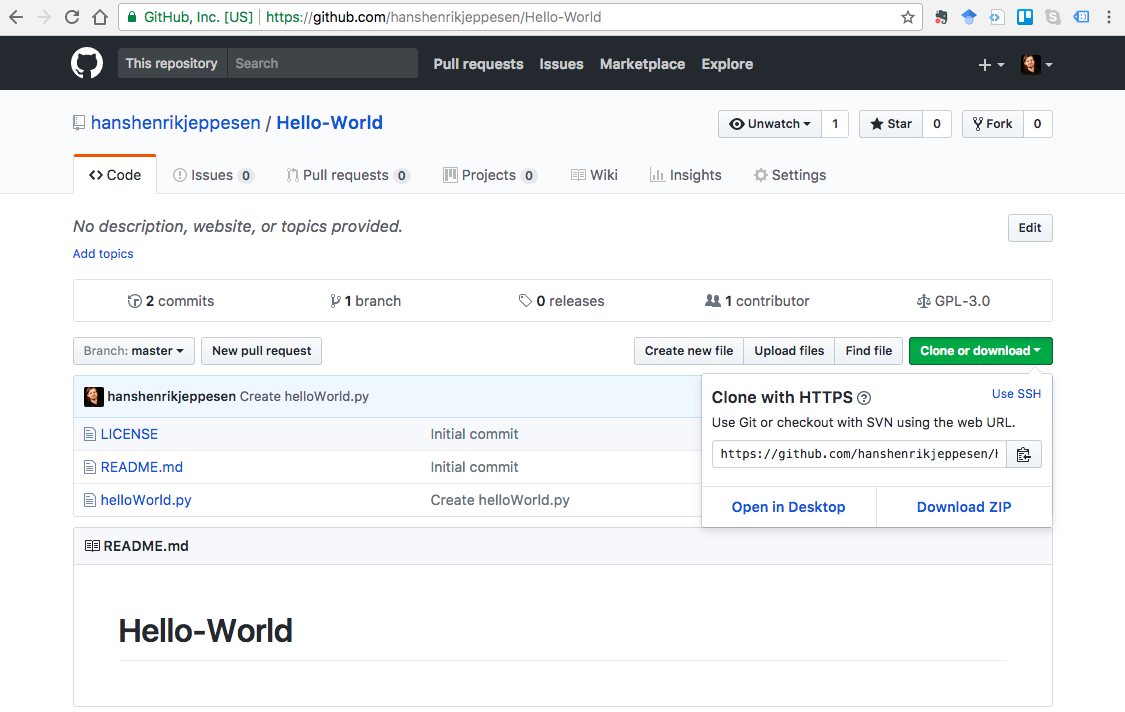 GitHub, Inc. [US] | https://github.com/hanshenrikjeppesen/Hello-World
This repository Search Pull requests Issues Marketplace Explore
hanshenrikjeppesen / Hello-World Unwatch 1 Star 0 Fork 0
Code Issues 0 Pull requests 0 Projects 0 Wiki Insights Settings
No description, website, or topics provided. Edit
Add topics
2 commits 1 branch 0 releases 1 contributor GPL-3.0
Branch: master New pull request Create new file Upload files Find file Clone or download
hanshenrikjeppesen Create helloWorld.py
LICENSE Initial commit
README.md Initial commit
helloWorld.py Create helloWorld.py
Clone with HTTPS Use SSH
Use Git or checkout with SVN using the web URL.
https://github.com/hanshenrikjeppesen/
Open in Desktop Download ZIP
README.md
Hello-World